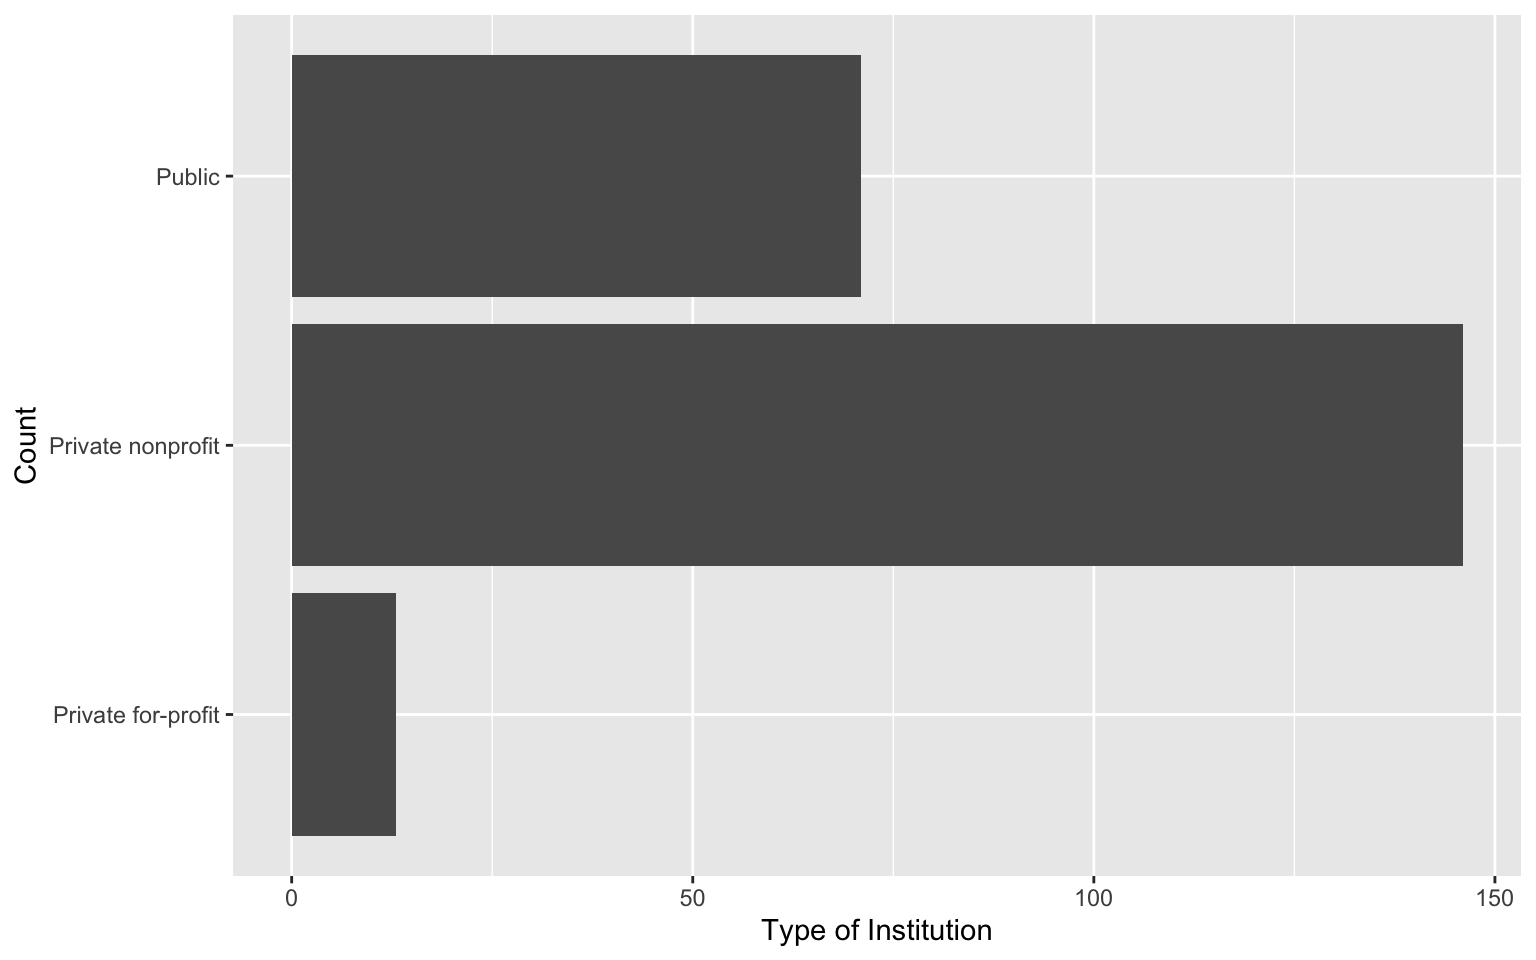 Public
Count
Private nonprofit
Private for-profit
0 50 100 150
Type of Institution